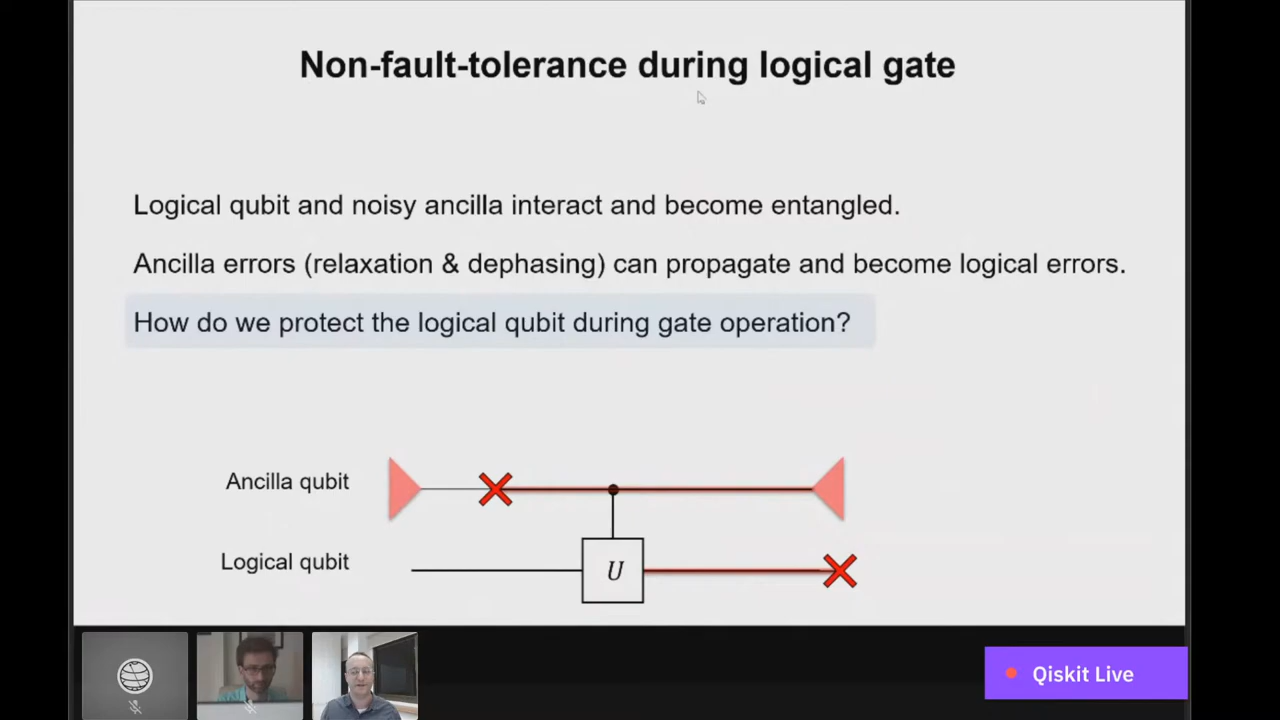 Non-fault-tolerance during logical gate
Logical qubit and noisy ancilla interact and become entangled.
Ancilla errors (relaxation & dephasing) can propagate and become logical errors.
How do we protect the logical qubit during gate operation?
Ancilla qubit
Logical qubit
U
Qiskit Live